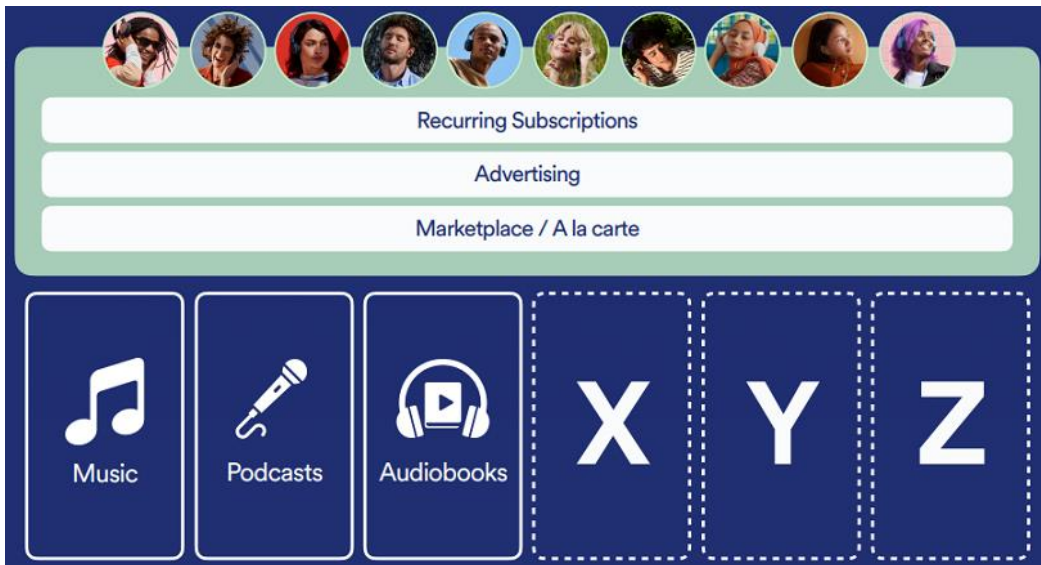 Recurring Subscriptions
Advertising
Marketplace / A la carte
Music
Podcasts
Audiobooks
X
Y
Z